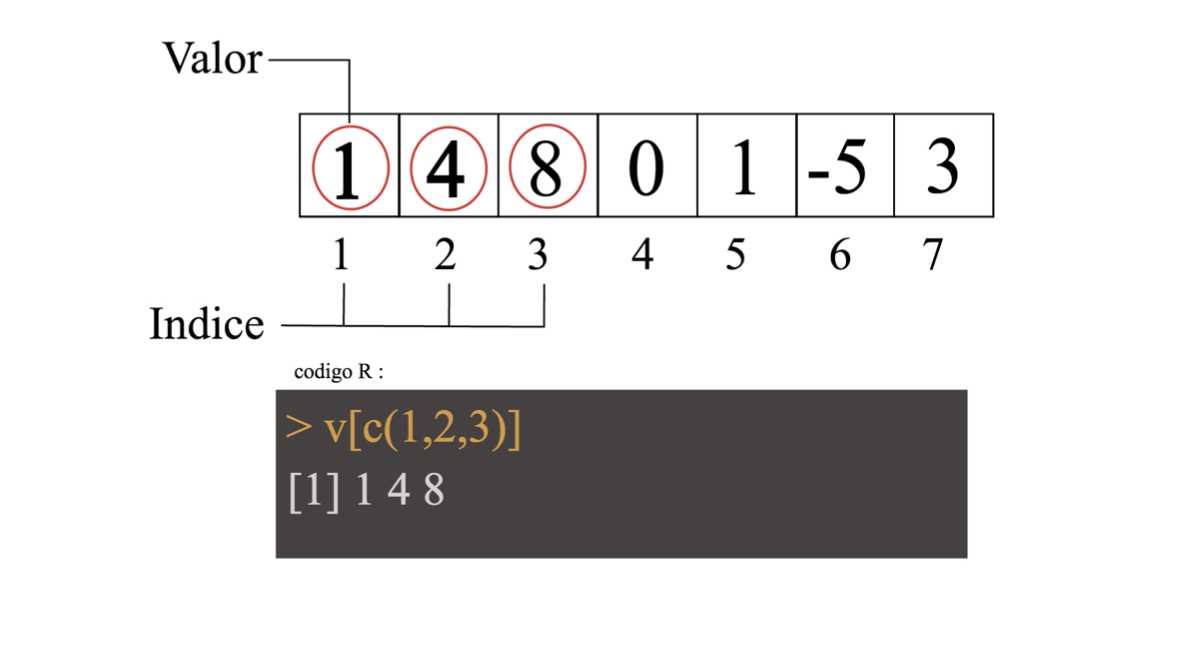 Valor
1 4 8 0 1 -5 3
1 2 3 4 5 6 7
Indice
codigo R :
> v[c(1,2,3)]
[1] 1 4 8